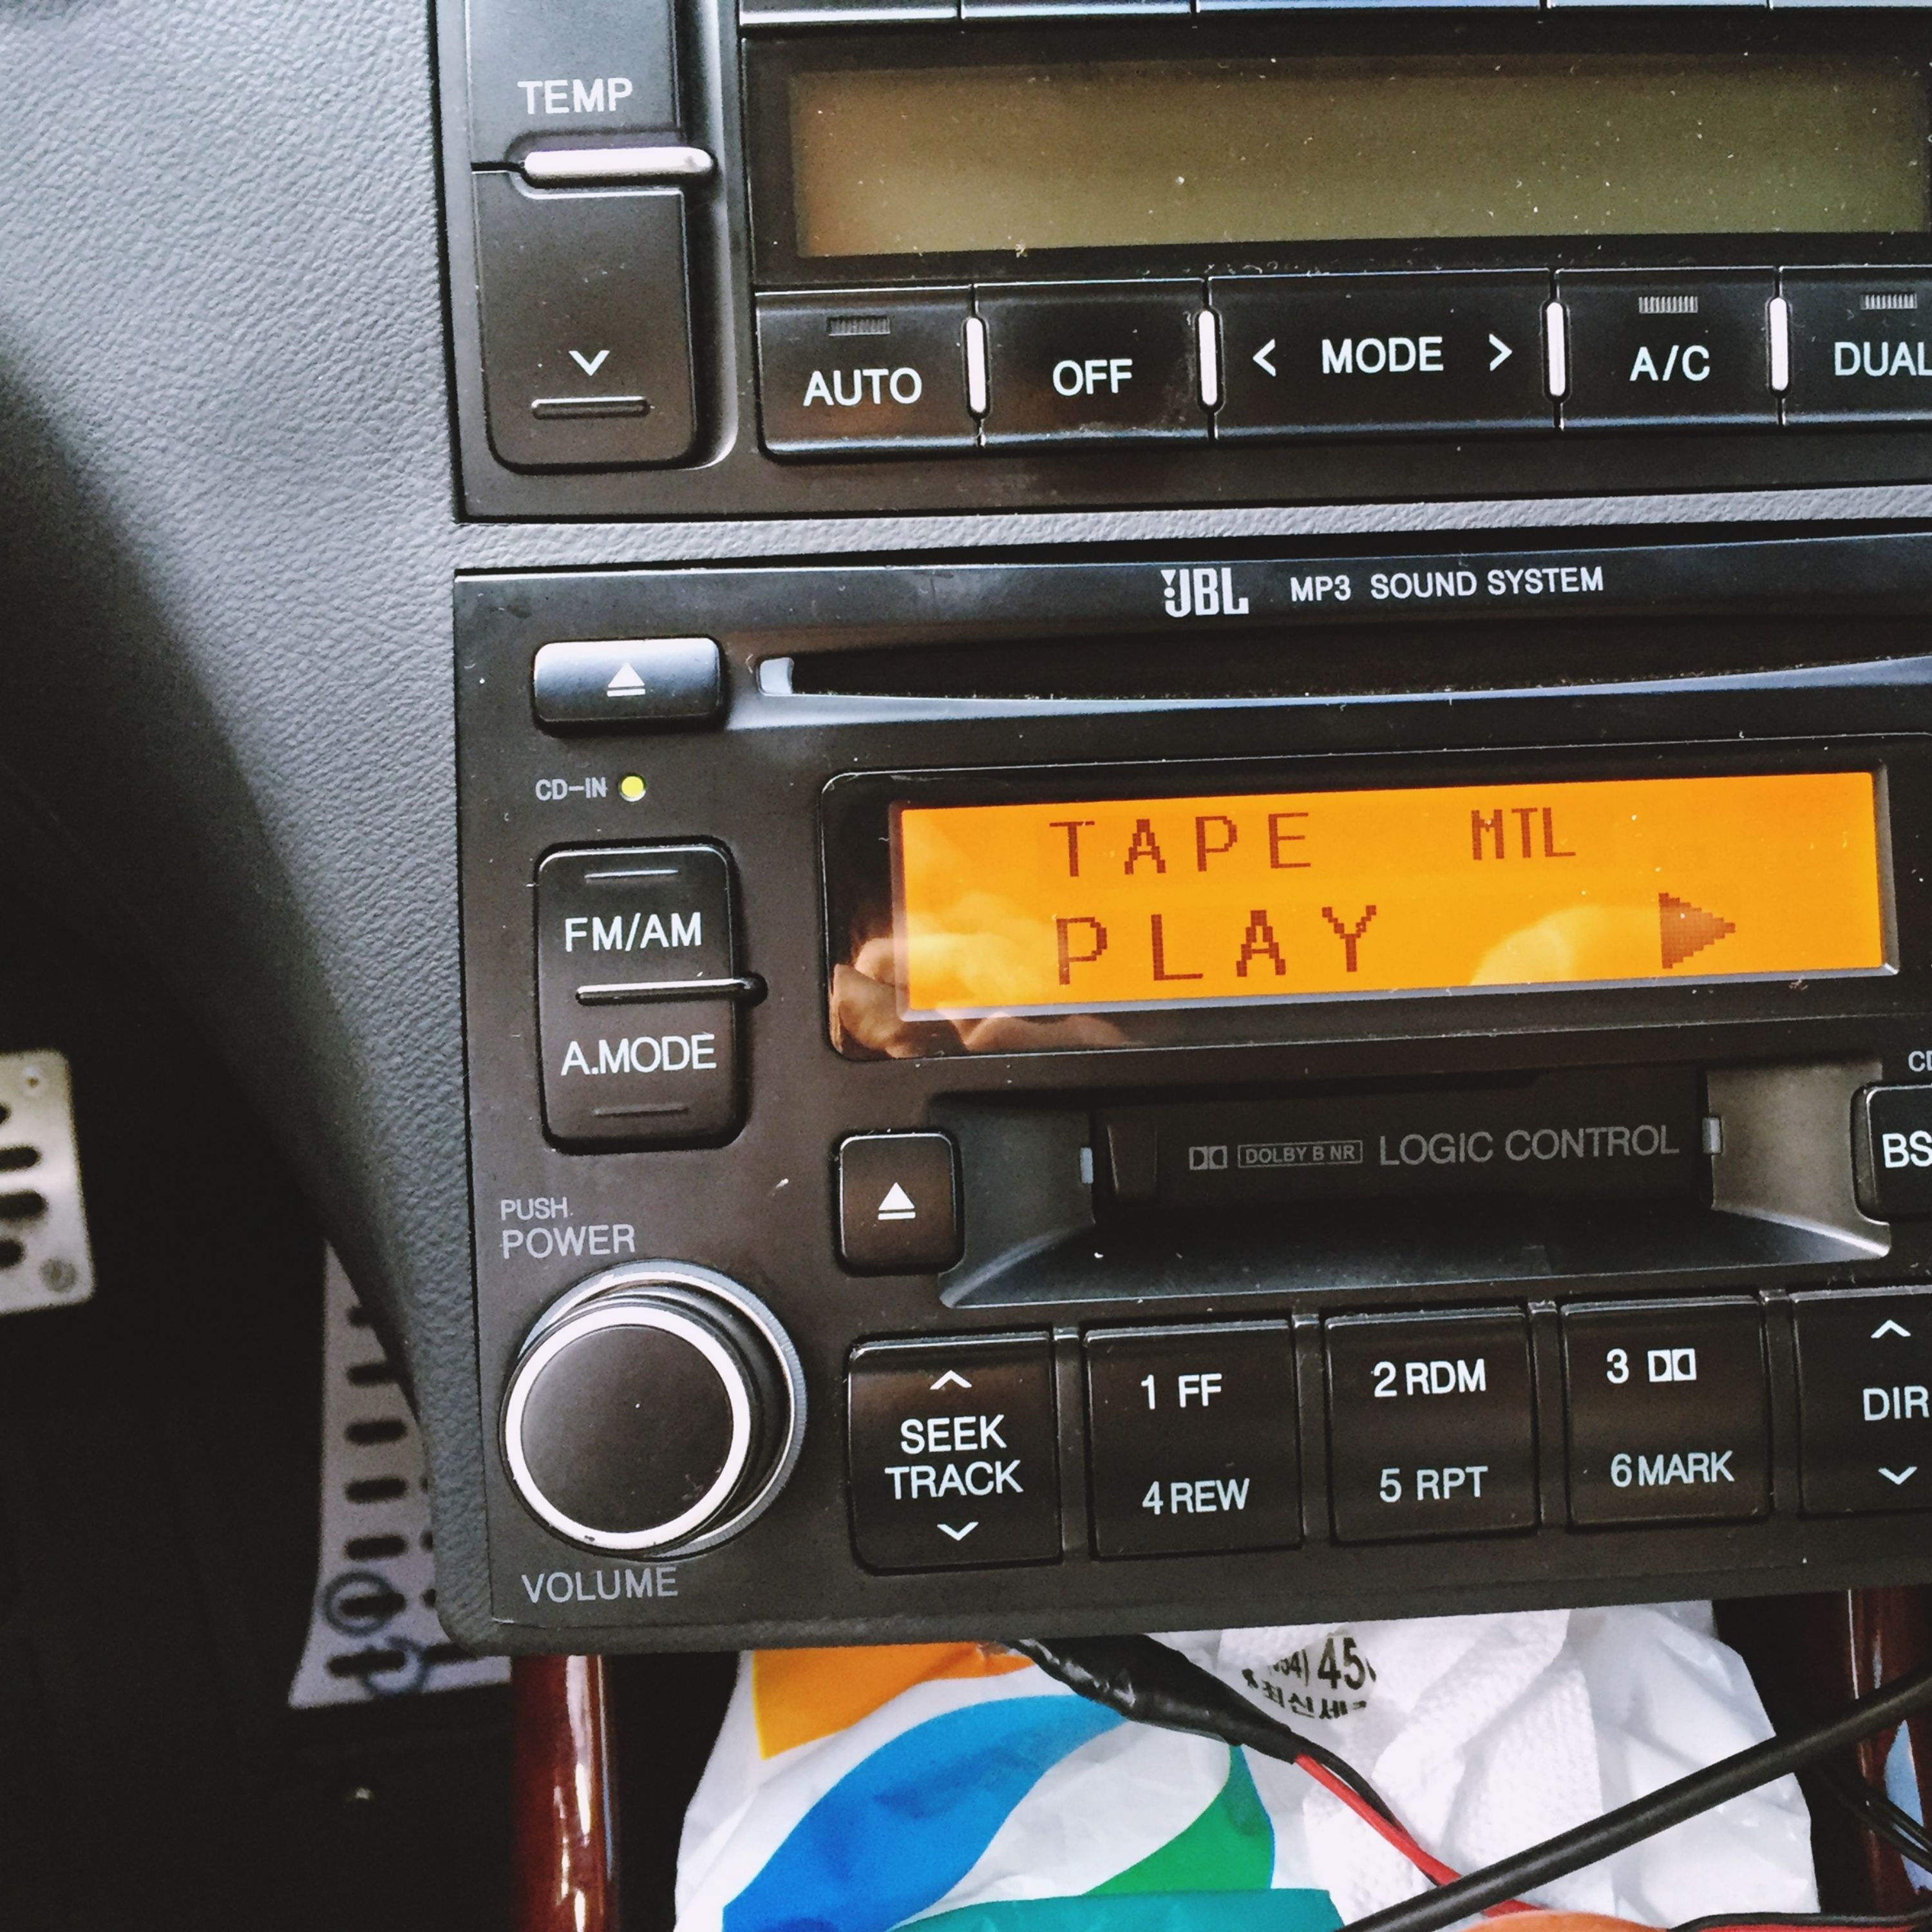 TEMP
AUTO OFF < MODE > A/C DUAL
JBL MP3 SOUND SYSTEM
CD-IN
TAPE MTL
PLAY
FM/AM
A.MODE
DOLBY B NR LOGIC CONTROL
PUSH
POWER
SEEK
TRACK
1 FF
4 REW
2 RDM
5 RPT
3
6 MARK
DIR
VOLUME